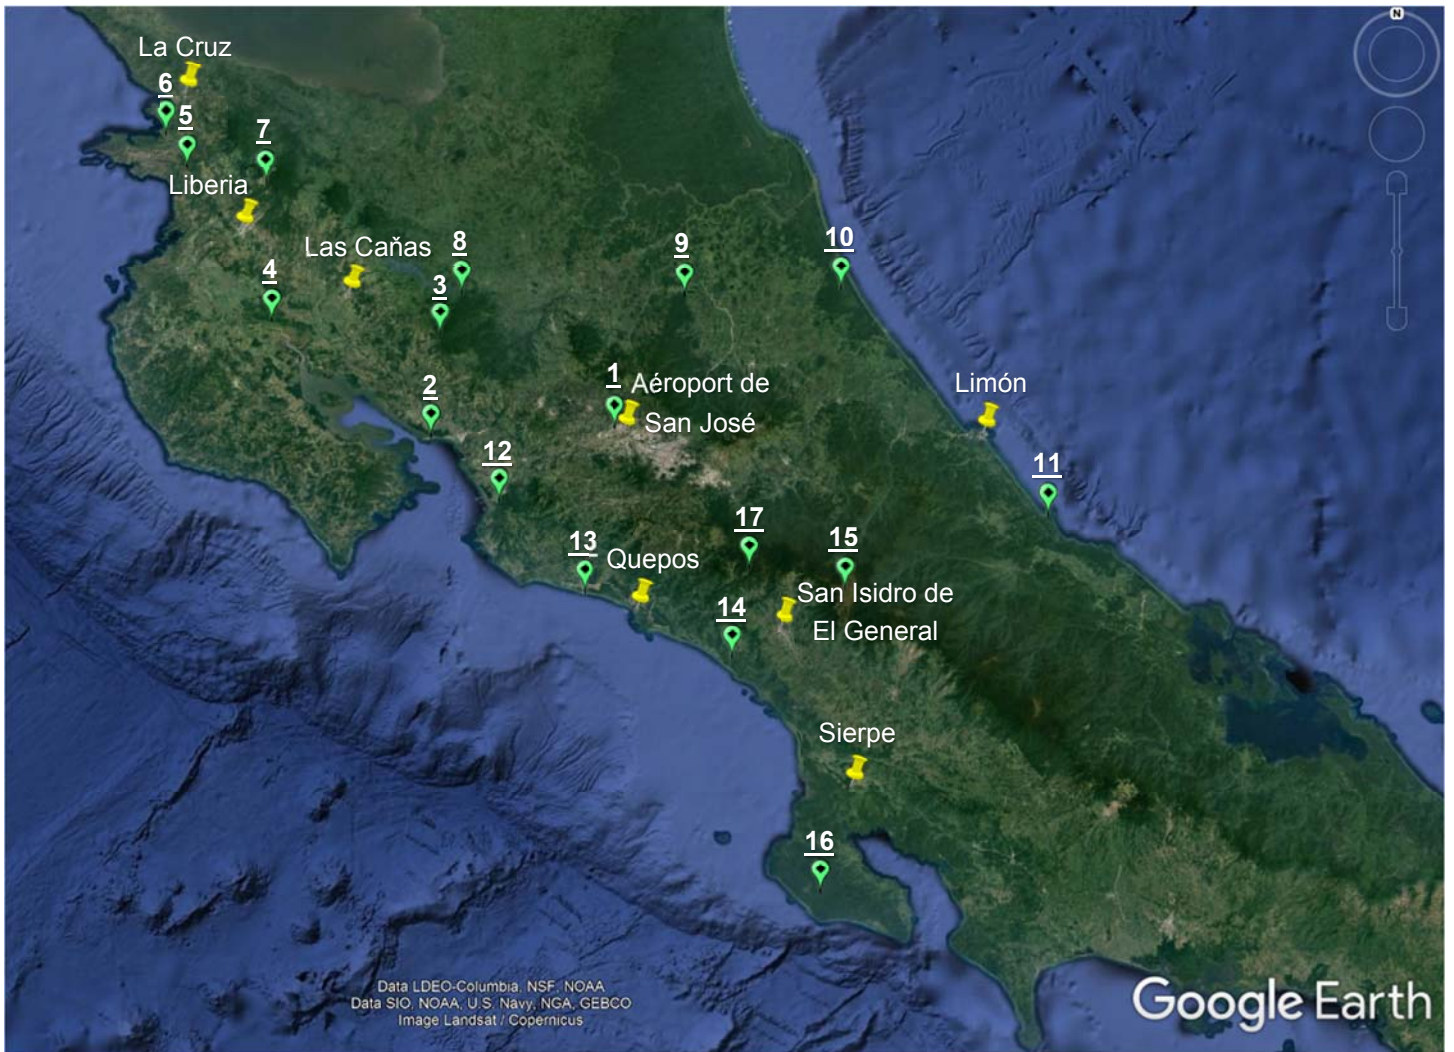 N
La Cruz
6
5
7
Liberia
Las Caňas
8
9
10
4
3
1
Aéroport de
San José
2
Limón
12
11
17
13
Quepos
15
San Isidro de
El General
14
Sierpe
16
Data LDEO-Columbia, NSF, NOAA
Data SIO, NOAA, U.S. Navy, NGA, GEBCO
Image Landsat / Copernicus
Google Earth